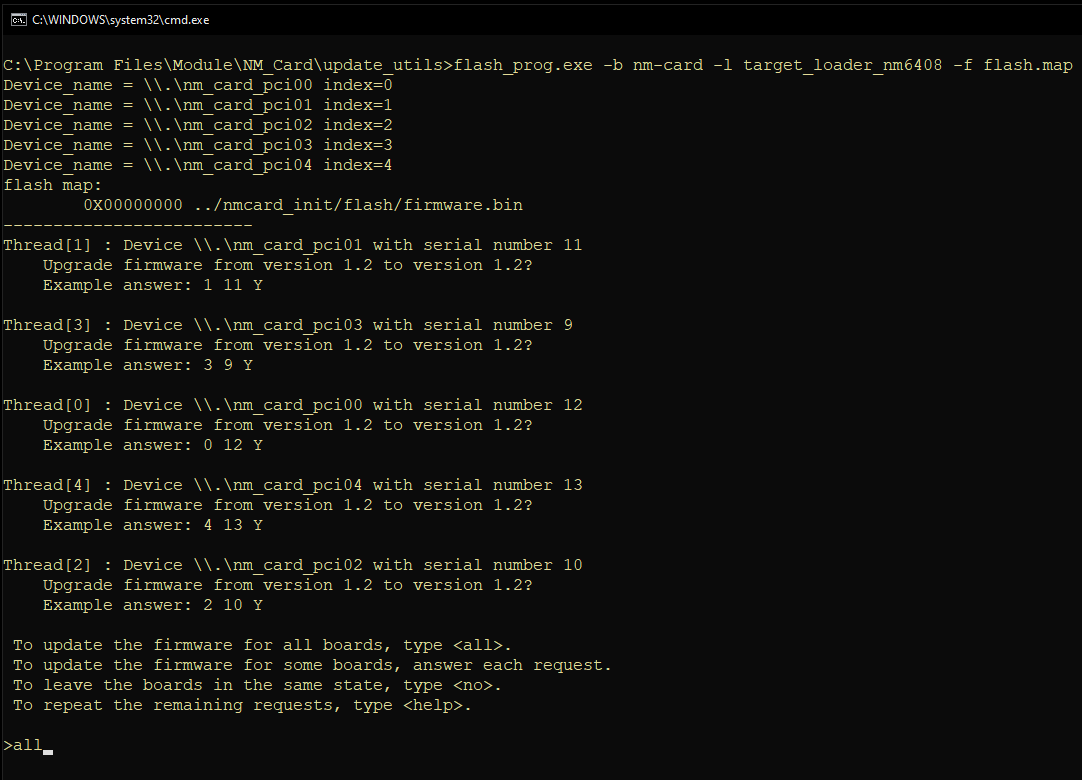 C:\WINDOWS\system32\cmd.exe
C:\Program Files\Module\NM_Card\update_utils>flash_prog.exe -b nm-card -l target_loader_nm6408 -f flash.map
Device_name = \\.\nm_card_pci00 index=0
Device_name = \\.\nm_card_pci01 index=1
Device_name = \\.\nm_card_pci02 index=2
Device_name = \\.\nm_card_pci03 index=3
Device_name = \\.\nm_card_pci04 index=4
flash map:
        0X00000000 ../nmcard_init/flash/firmware.bin
-------------------------
Thread[1] : Device \\.\nm_card_pci01 with serial number 11
    Upgrade firmware from version 1.2 to version 1.2?
    Example answer: 1 11 Y

Thread[3] : Device \\.\nm_card_pci03 with serial number 9
    Upgrade firmware from version 1.2 to version 1.2?
    Example answer: 3 9 Y

Thread[0] : Device \\.\nm_card_pci00 with serial number 12
    Upgrade firmware from version 1.2 to version 1.2?
    Example answer: 0 12 Y

Thread[4] : Device \\.\nm_card_pci04 with serial number 13
    Upgrade firmware from version 1.2 to version 1.2?
    Example answer: 4 13 Y

Thread[2] : Device \\.\nm_card_pci02 with serial number 10
    Upgrade firmware from version 1.2 to version 1.2?
    Example answer: 2 10 Y

 To update the firmware for all boards, type <all>.
 To update the firmware for some boards, answer each request.
 To leave the boards in the same state, type <no>.
 To repeat the remaining requests, type <help>.

>all